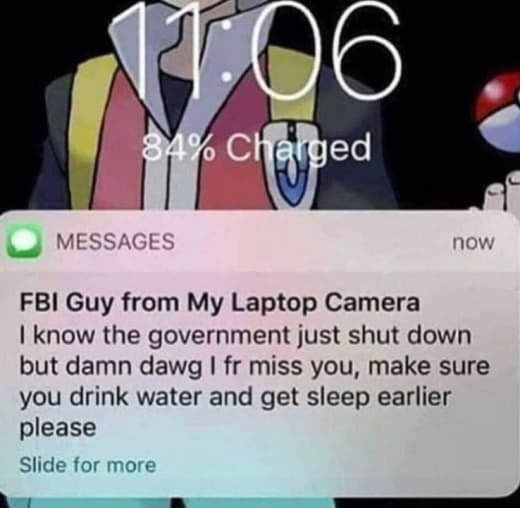 11:06
84% Charged
MESSAGES now
FBI Guy from My Laptop Camera
I know the government just shut down
but damn dawg I fr miss you, make sure
you drink water and get sleep earlier
please
Slide for more